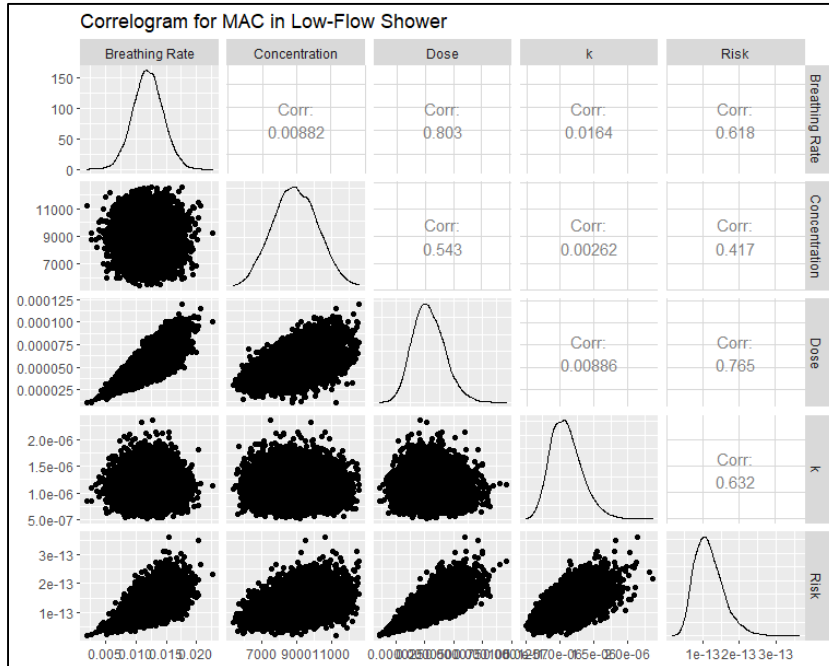 Correlogram for MAC in Low-Flow Shower
Breathing Rate Concentration Dose k Risk
150
100
50
0
Corr:
0.00882
Corr:
0.803
Corr:
0.0164
Corr:
0.618
Breathing Rate
11000
9000
7000
Corr:
0.543
Corr:
0.00262
Corr:
0.417
Concentration
0.000125
0.000100
0.000075
0.000050
0.000025
Corr:
0.00886
Corr:
0.765
Dose
2.0e-06
1.5e-06
1.0e-06
5.0e-07
Corr:
0.632
k
3e-13
2e-13
1e-13
Risk
0.005 0.010 0.015 0.020
7000 9000 11000
1e-13 2e-13 3e-13